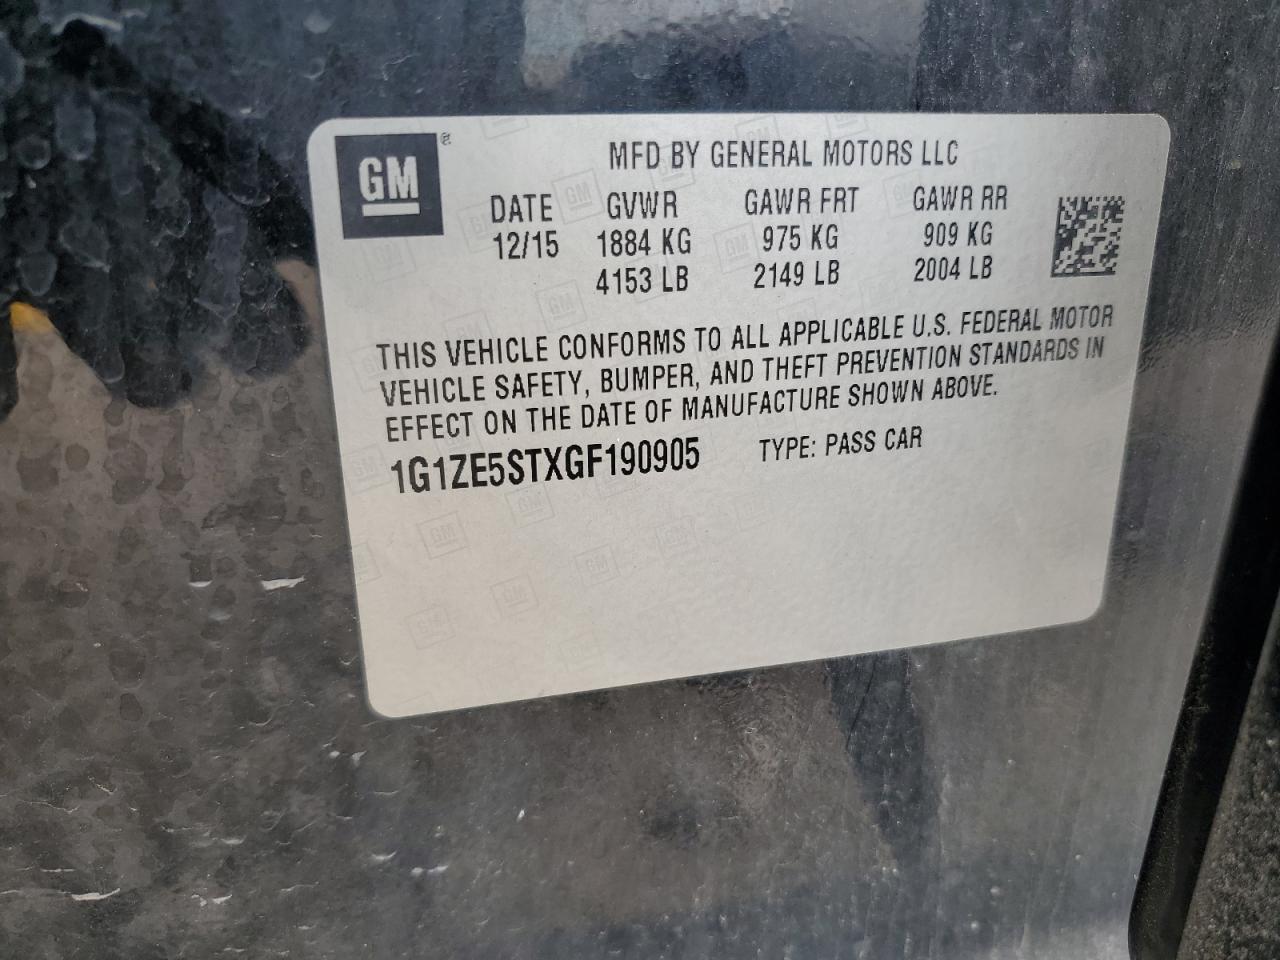 GM ®
MFD BY GENERAL MOTORS LLC
DATE GVWR GAWR FRT GAWR RR
12/15 1884 KG 975 KG 909 KG
4153 LB 2149 LB 2004 LB
THIS VEHICLE CONFORMS TO ALL APPLICABLE U.S. FEDERAL MOTOR
VEHICLE SAFETY, BUMPER, AND THEFT PREVENTION STANDARDS IN
EFFECT ON THE DATE OF MANUFACTURE SHOWN ABOVE.
1G1ZE5STXGF190905 TYPE: PASS CAR